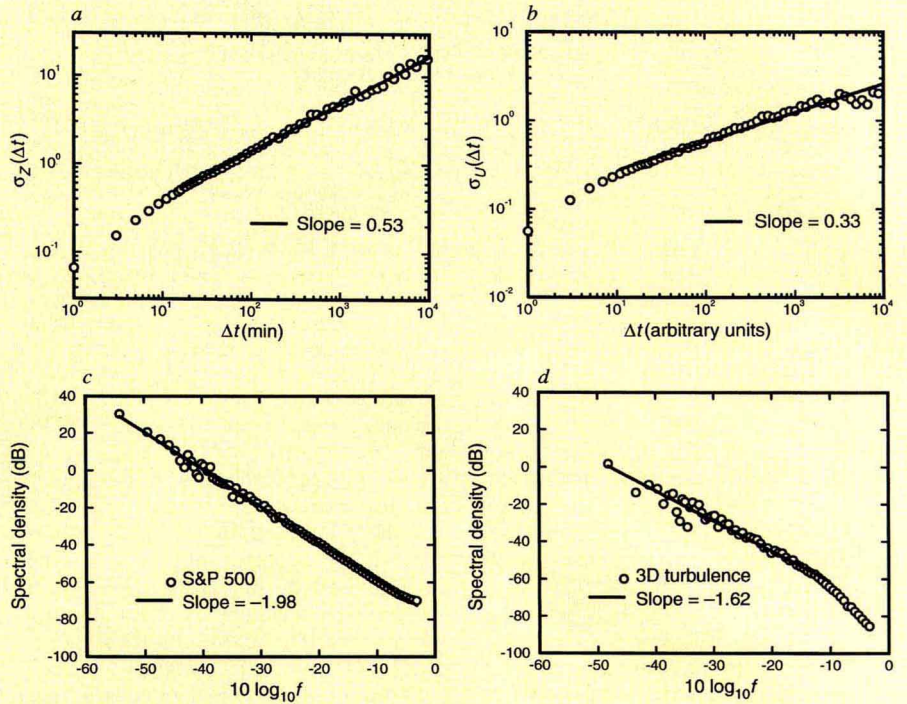 a
10¹
10⁰
10⁻¹
σZ(Δt)
10⁰ 10¹ 10² 10³ 10⁴
Δt(min)
Slope = 0.53
b
10¹
10⁰
10⁻¹
10⁻²
σU(Δt)
10⁰ 10¹ 10² 10³ 10⁴
Δt(arbitrary units)
Slope = 0.33
c
40
20
0
-20
-40
-60
-80
-100
Spectral density (dB)
-60 -50 -40 -30 -20 -10 0
10 log₁₀f
S&P 500
Slope = −1.98
d
40
20
0
-20
-40
-60
-80
-100
Spectral density (dB)
-60 -50 -40 -30 -20 -10 0
10 log₁₀f
3D turbulence
Slope = −1.62